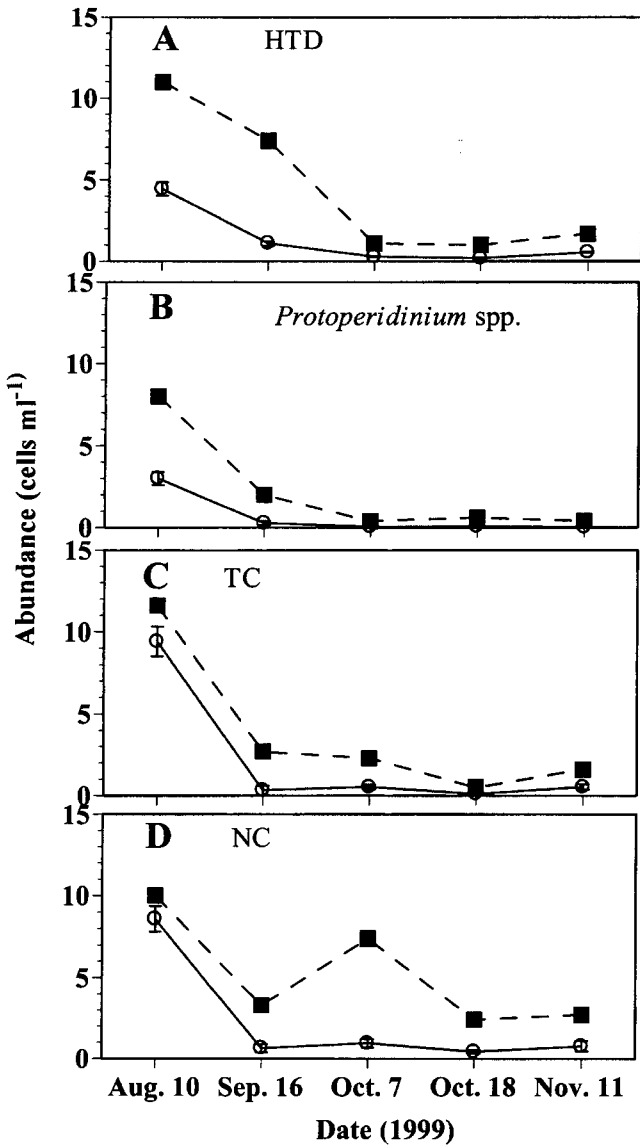 15
A HTD
10
5
0
15
B Protoperidinium spp.
10
5
0
15
C TC
10
5
0
15
D NC
10
5
0
Abundance (cells ml⁻¹)
Aug. 10 Sep. 16 Oct. 7 Oct. 18 Nov. 11
Date (1999)